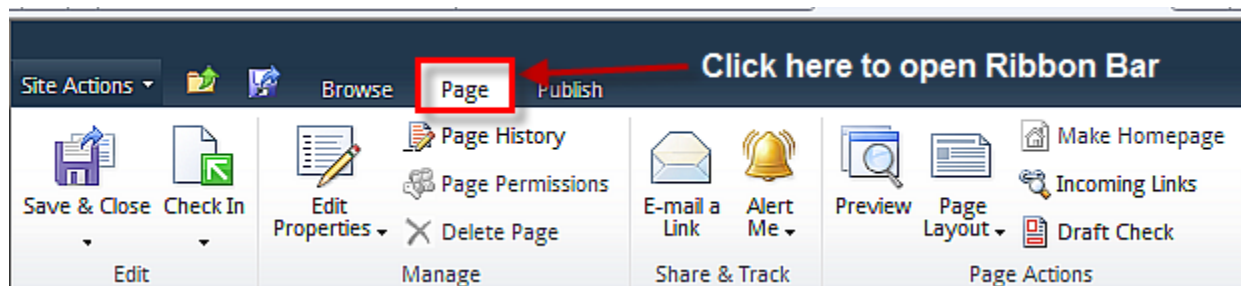 Click here to open Ribbon Bar
Site Actions Browse Page Publish
Save & Close
Check In
Edit
Properties
Page History
Page Permissions
Delete Page
E-mail a
Link
Alert
Me
Preview
Page
Layout
Make Homepage
Incoming Links
Draft Check
Edit
Manage
Share & Track
Page Actions